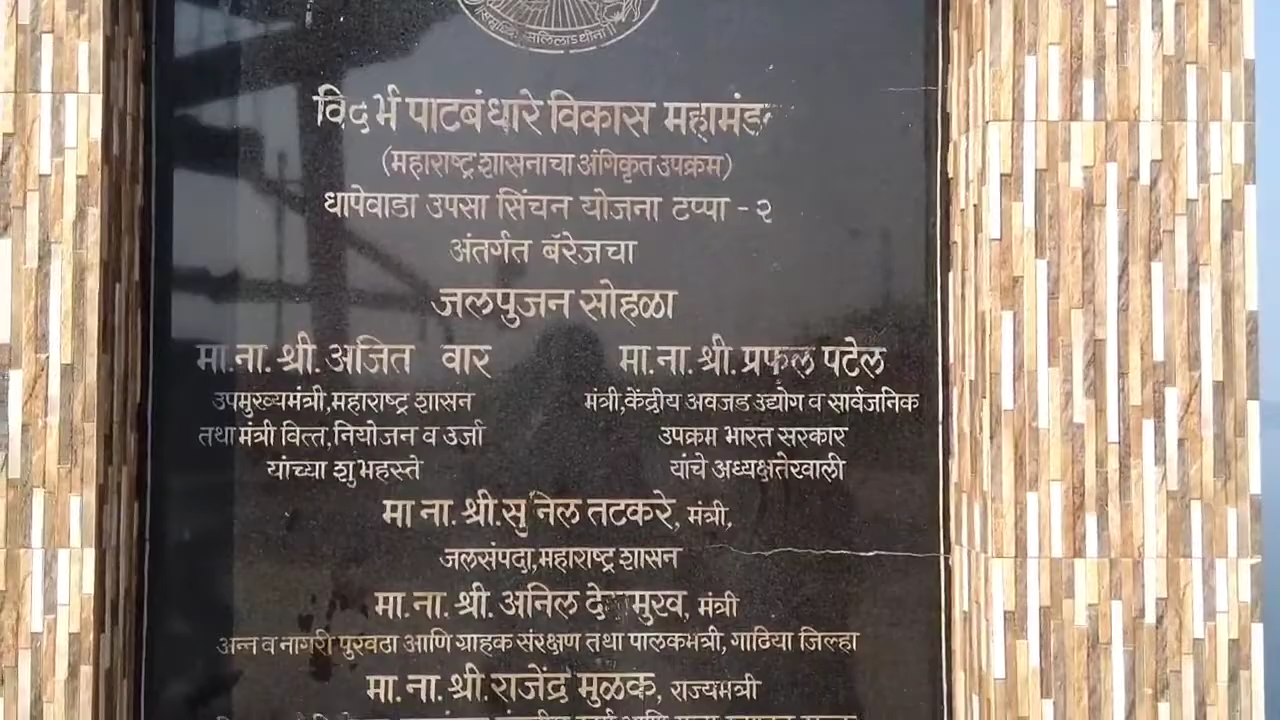 सलिलाऽधीना॥
विदर्भ पाटबंधारे विकास महामंड
(महाराष्ट्र शासनाचा अंगिकृत उपक्रम)
धापेवाडा उपसा सिंचन योजना टप्पा - २
अंतर्गत बॅरेजचा
जलपुजन सोहळा
मा.ना. श्री. अजित वार
मा.ना. श्री. प्रफुल पटेल
उपमुख्यमंत्री,महाराष्ट्र शासन
मंत्री,केंद्रीय अवजड उद्योग व सार्वजनिक
तथा मंत्री वित्त,नियोजन व उर्जा
उपक्रम भारत सरकार
यांच्या शुभहस्ते
यांचे अध्यक्षतेखाली
मा ना. श्री.सुनिल तटकरे, मंत्री,
जलसंपदा,महाराष्ट्र शासन
मा.ना. श्री. अनिल दे मुख, मंत्री
अन्न व नागरी पुरवठा आणि ग्राहक संरक्षण तथा पालकमंत्री, गोंदिया जिल्हा
मा.ना. श्री.राजेंद्र मुळक, राज्यमंत्री